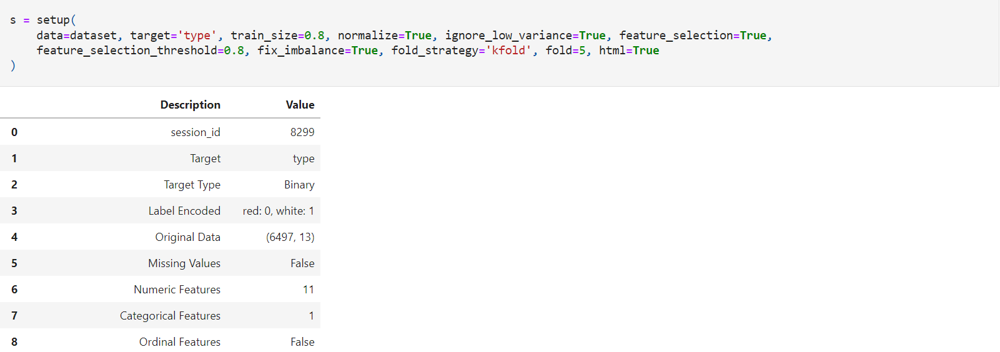 s = setup(
    data=dataset, target='type', train_size=0.8, normalize=True, ignore_low_variance=True, feature_selection=True,
    feature_selection_threshold=0.8, fix_imbalance=True, fold_strategy='kfold', fold=5, html=True
)
Description Value
0 session_id 8299
1 Target type
2 Target Type Binary
3 Label Encoded red: 0, white: 1
4 Original Data (6497, 13)
5 Missing Values False
6 Numeric Features 11
7 Categorical Features 1
8 Ordinal Features False